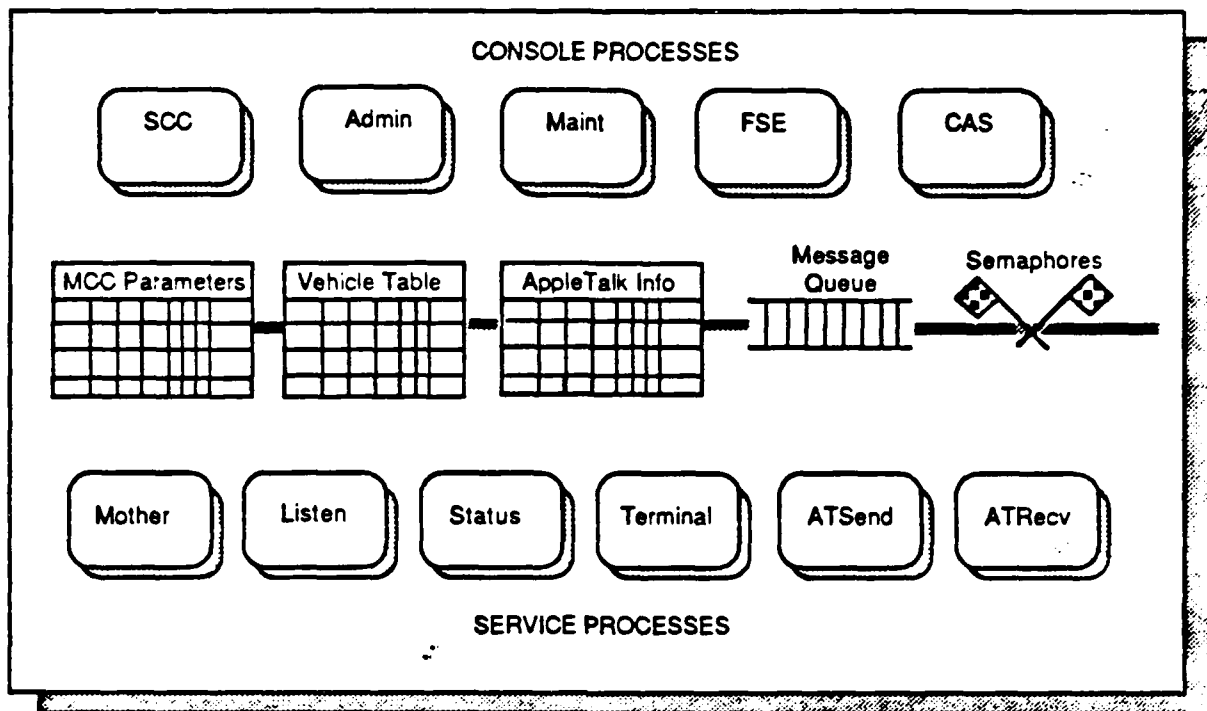 CONSOLE PROCESSES
SCC
Admin
Maint
FSE
CAS
MCC Parameters
Vehicle Table
AppleTalk Info
Message
Queue
Semaphores
Mother
Listen
Status
Terminal
ATSend
ATRecv
SERVICE PROCESSES